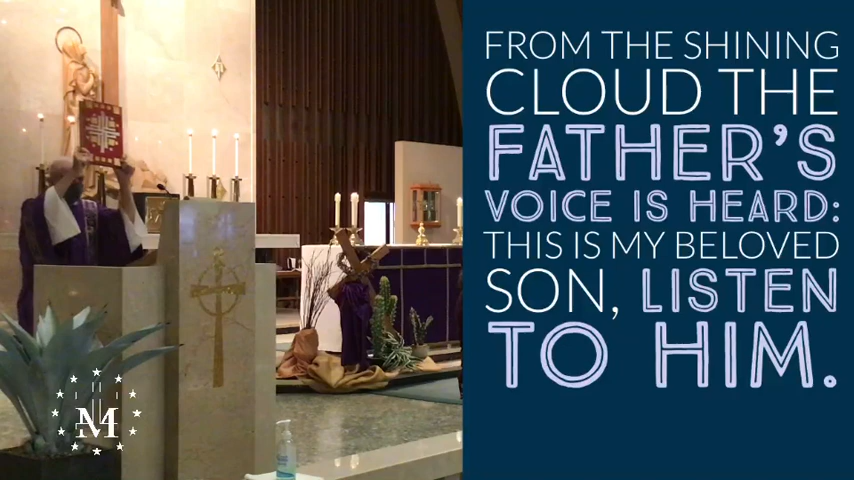 FROM THE SHINING
CLOUD THE
FATHER'S
VOICE IS HEARD:
THIS IS MY BELOVED
SON, LISTEN
TO HIM.
M